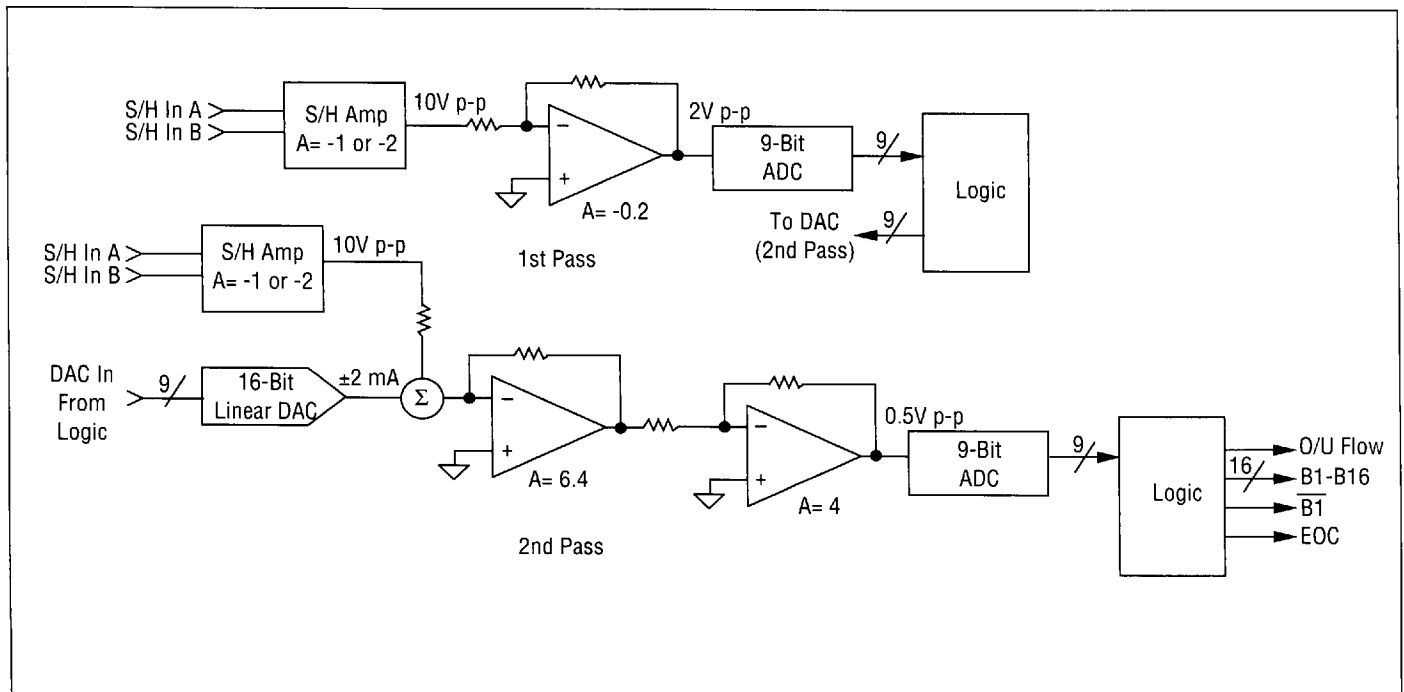 S/H In A
S/H In B
S/H Amp
A= -1 or -2
10V p-p
−
+
A= -0.2
2V p-p
9-Bit
ADC
9
Logic
To DAC
(2nd Pass)
9
1st Pass
S/H In A
S/H In B
S/H Amp
A= -1 or -2
10V p-p
DAC In
From
Logic
9
16-Bit
Linear DAC
±2 mA
Σ
−
+
A= 6.4
−
+
A= 4
0.5V p-p
9-Bit
ADC
9
Logic
O/U Flow
16
B1-B16
B1
EOC
2nd Pass